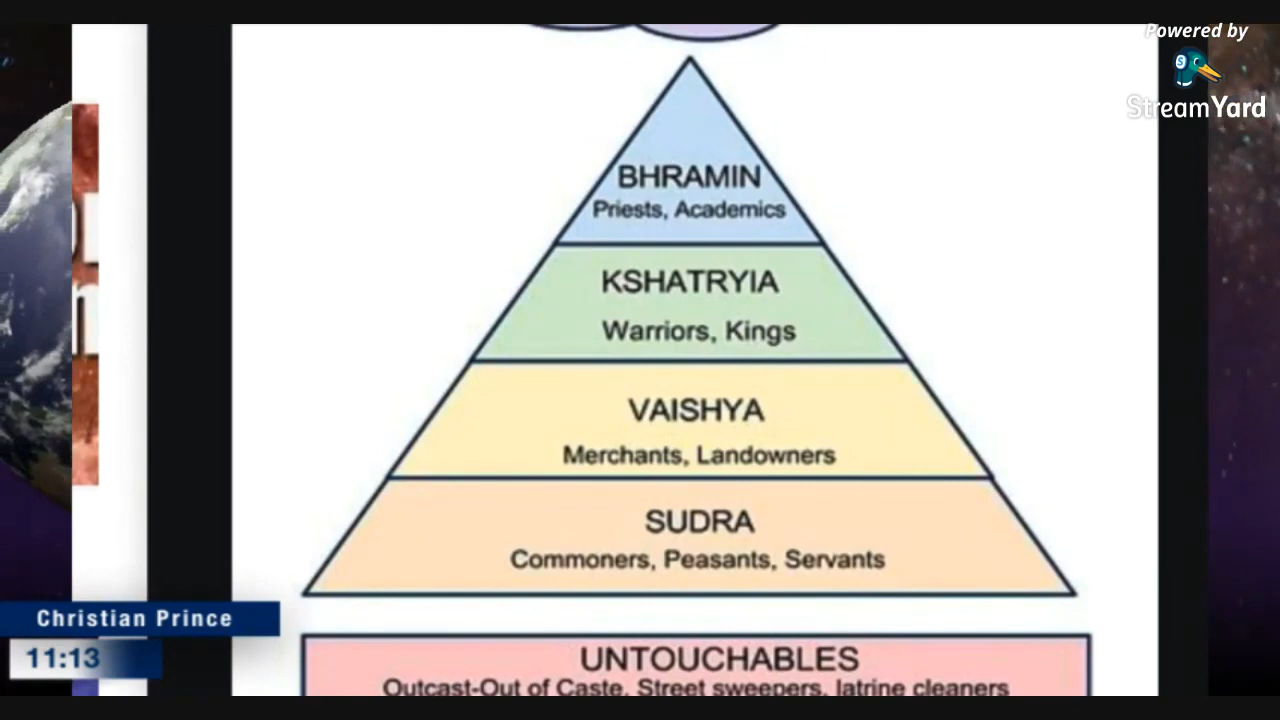 Powered by
StreamYard
BHRAMIN
Priests, Academics
KSHATRYIA
Warriors, Kings
VAISHYA
Merchants, Landowners
SUDRA
Commoners, Peasants, Servants
UNTOUCHABLES
Outcast-Out of Caste, Street sweepers, latrine cleaners
Christian Prince
11:13